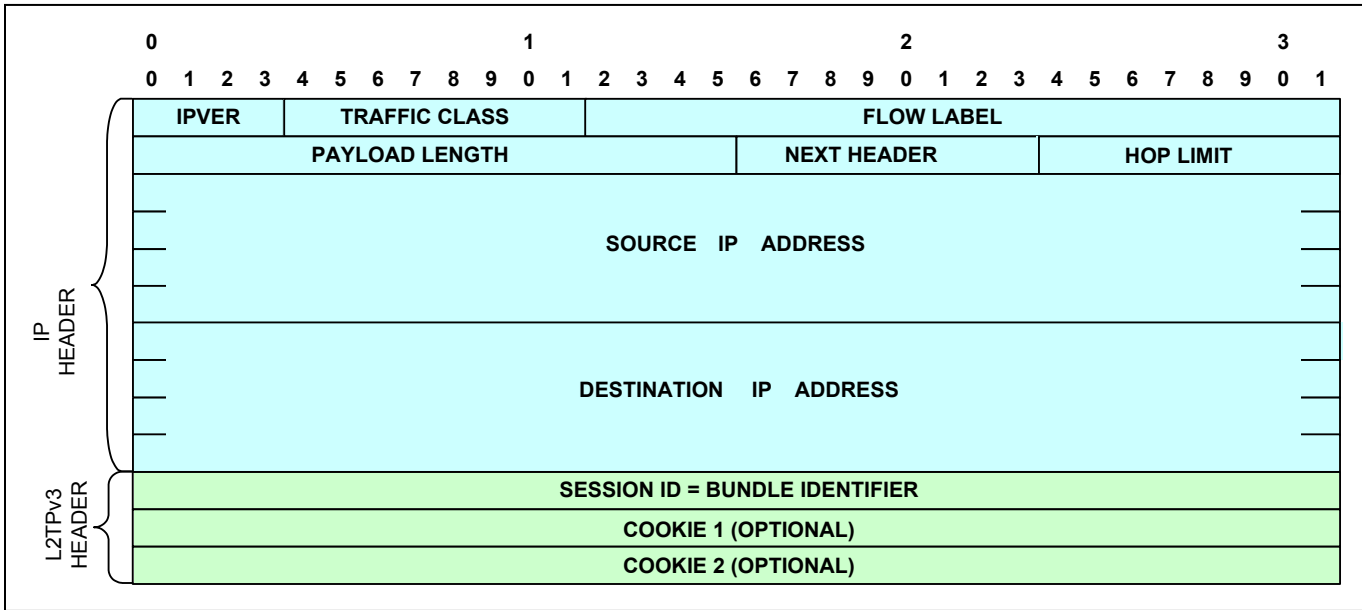 0 1 2 3
0 1 2 3 4 5 6 7 8 9 0 1 2 3 4 5 6 7 8 9 0 1 2 3 4 5 6 7 8 9 0 1
IPVER TRAFFIC CLASS FLOW LABEL
PAYLOAD LENGTH NEXT HEADER HOP LIMIT
SOURCE IP ADDRESS
IP
HEADER
DESTINATION IP ADDRESS
L2TPv3
HEADER
SESSION ID = BUNDLE IDENTIFIER
COOKIE 1 (OPTIONAL)
COOKIE 2 (OPTIONAL)